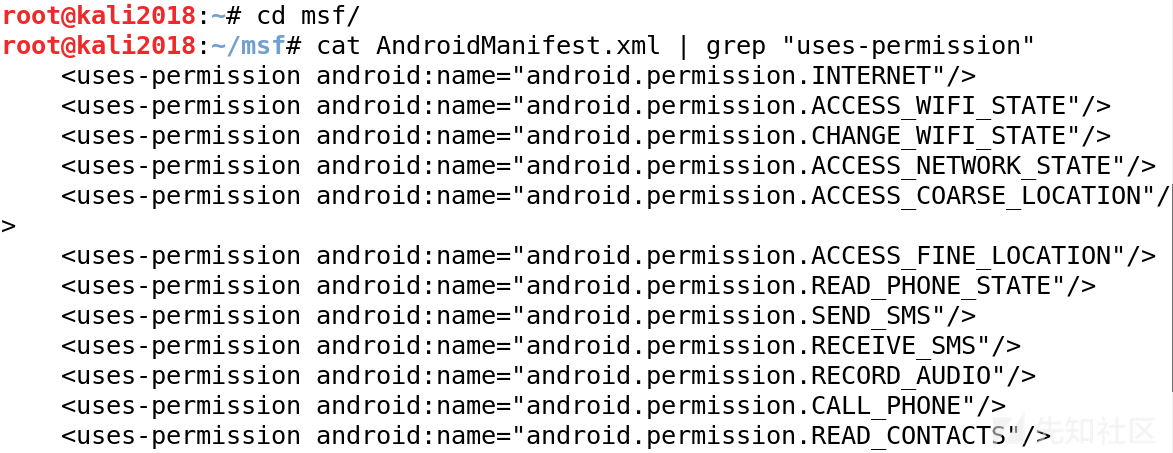 root@kali2018:~# cd msf/
root@kali2018:~/msf# cat AndroidManifest.xml | grep "uses-permission"
    <uses-permission android:name="android.permission.INTERNET"/>
    <uses-permission android:name="android.permission.ACCESS_WIFI_STATE"/>
    <uses-permission android:name="android.permission.CHANGE_WIFI_STATE"/>
    <uses-permission android:name="android.permission.ACCESS_NETWORK_STATE"/>
    <uses-permission android:name="android.permission.ACCESS_COARSE_LOCATION"/
>
    <uses-permission android:name="android.permission.ACCESS_FINE_LOCATION"/>
    <uses-permission android:name="android.permission.READ_PHONE_STATE"/>
    <uses-permission android:name="android.permission.SEND_SMS"/>
    <uses-permission android:name="android.permission.RECEIVE_SMS"/>
    <uses-permission android:name="android.permission.RECORD_AUDIO"/>
    <uses-permission android:name="android.permission.CALL_PHONE"/>
    <uses-permission android:name="android.permission.READ_CONTACTS"/>
先知社区